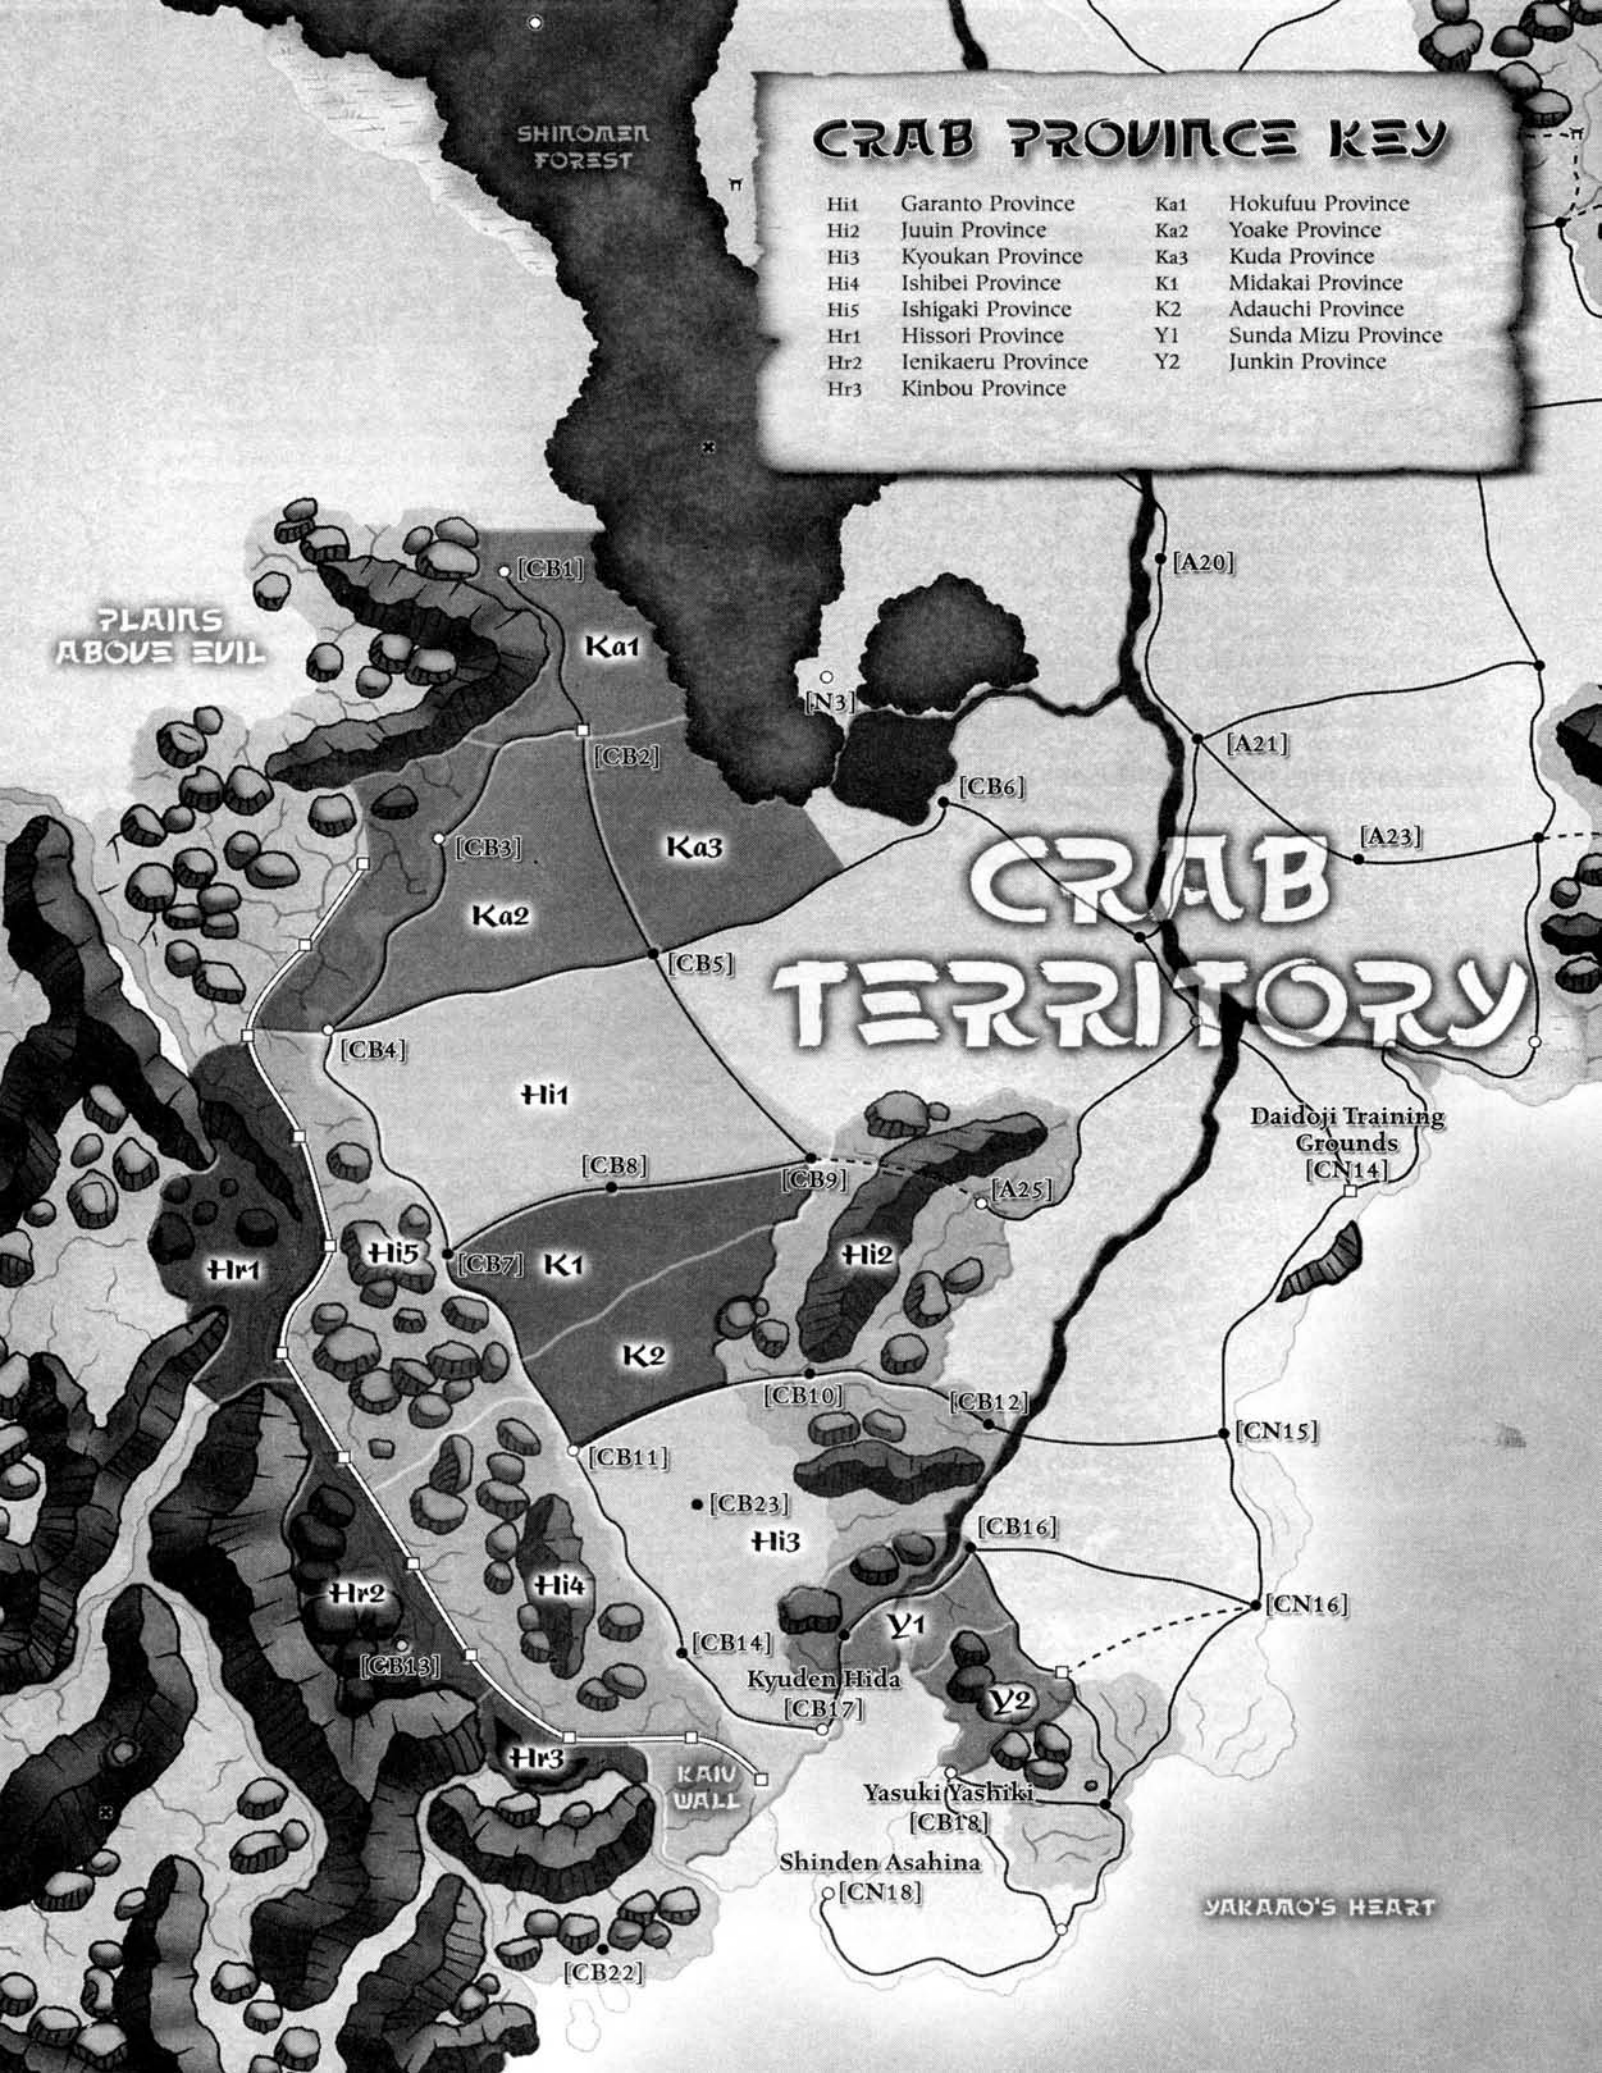 SHINOMEN
FOREST
CRAB PROVINCE KEY
Hi1 Garanto Province
Hi2 Juuin Province
Hi3 Kyoukan Province
Hi4 Ishibei Province
Hi5 Ishigaki Province
Hr1 Hissori Province
Hr2 Ienikaeru Province
Hr3 Kinbou Province
Ka1 Hokufuu Province
Ka2 Yoake Province
Ka3 Kuda Province
K1 Midakai Province
K2 Adauchi Province
Y1 Sunda Mizu Province
Y2 Junkin Province
[A20]
[CB1]
PLAINS
ABOVE EVIL
Ka1
[N3]
[CB2]
[A21]
[CB6]
[CB3]
Ka3
[A23]
CRAB
TERRITORY
Ka2
[CB5]
[CB4]
Hi1
Daidoji Training
Grounds
[CN14]
[CB8]
[CB9]
[A25]
Hi5
[CB7]
K1
Hi2
Hr1
K2
[CB10]
[CB12]
[CN15]
[CB11]
[CB23]
[CB16]
Hi3
Hr2
Hi4
[CN16]
Y1
[CB13]
[CB14]
Kyuden Hida
[CB17]
Y2
Hr3
KAIU
WALL
Yasuki Yashiki
[CB18]
Shinden Asahina
[CN18]
YAKAMO'S HEART
[CB22]